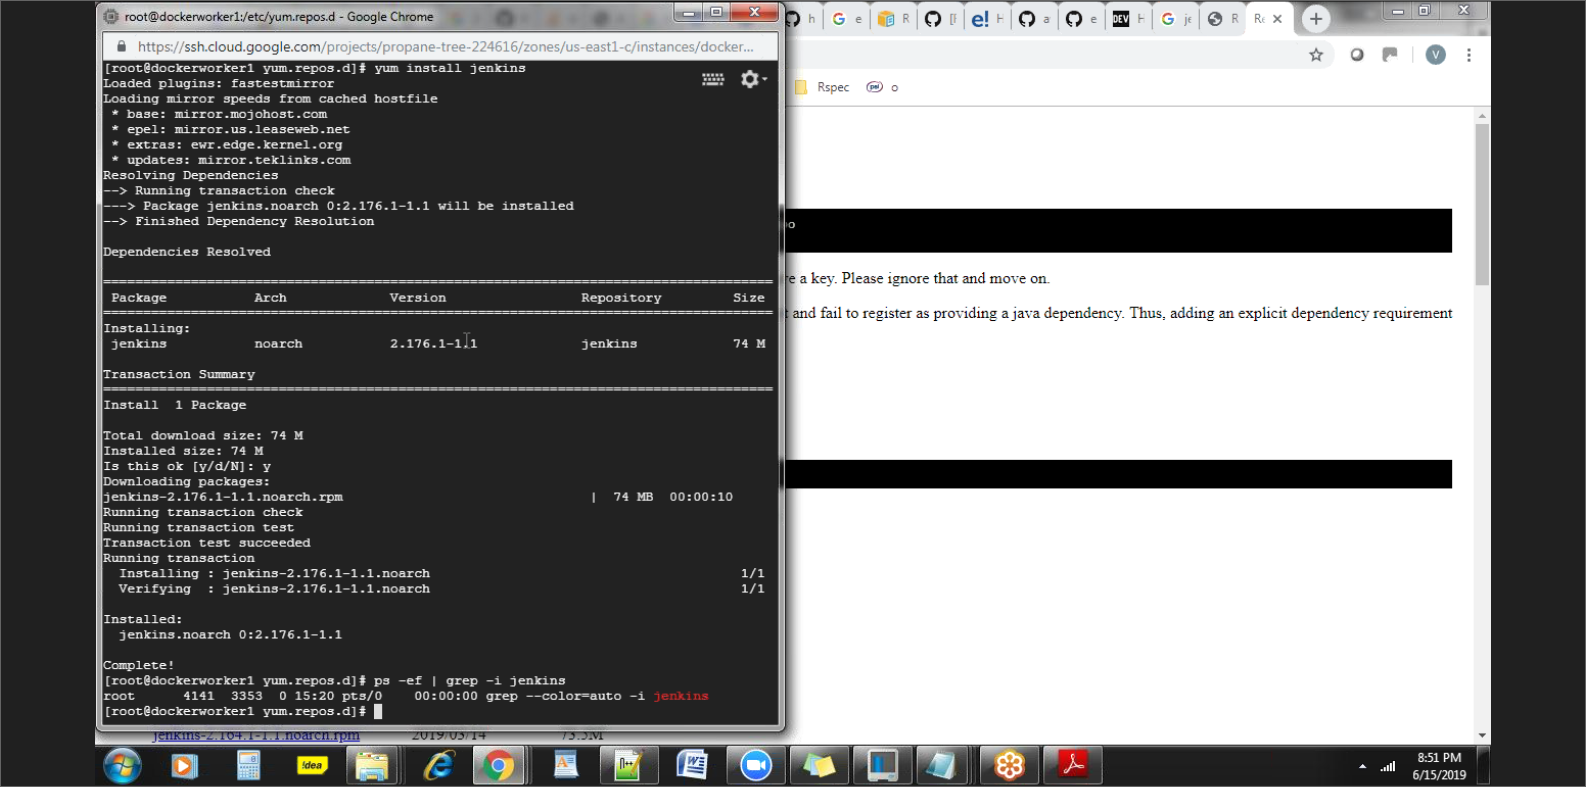 root@dockerworker1:/etc/yum.repos.d - Google Chrome
https://ssh.cloud.google.com/projects/propane-tree-224616/zones/us-east1-c/instances/docker...
[root@dockerworker1 yum.repos.d]# yum install jenkins
Loaded plugins: fastestmirror
Loading mirror speeds from cached hostfile
* base: mirror.mojohost.com
* epel: mirror.us.leaseweb.net
* extras: ewr.edge.kernel.org
* updates: mirror.teklinks.com
Resolving Dependencies
--> Running transaction check
---> Package jenkins.noarch 0:2.176.1-1.1 will be installed
--> Finished Dependency Resolution
Dependencies Resolved
Package Arch Version Repository Size
Installing:
jenkins noarch 2.176.1-1.1 jenkins 74 M
Transaction Summary
Install 1 Package
Total download size: 74 M
Installed size: 74 M
Is this ok [y/d/N]: y
Downloading packages:
jenkins-2.176.1-1.1.noarch.rpm | 74 MB 00:00:10
Running transaction check
Running transaction test
Transaction test succeeded
Running transaction
Installing : jenkins-2.176.1-1.1.noarch 1/1
Verifying : jenkins-2.176.1-1.1.noarch 1/1
Installed:
jenkins.noarch 0:2.176.1-1.1
Complete!
[root@dockerworker1 yum.repos.d]# ps -ef | grep -i jenkins
root 4141 3353 0 15:20 pts/0 00:00:00 grep --color=auto -i jenkins
[root@dockerworker1 yum.repos.d]#
h e R e! H a e DEV H je R Re
V
Rspec o
a key. Please ignore that and move on.
and fail to register as providing a java dependency. Thus, adding an explicit dependency requirement
jenkins-2.164.1-1.1.noarch.rpm 2019/03/14 73.5M
!dea
8:51 PM
6/15/2019